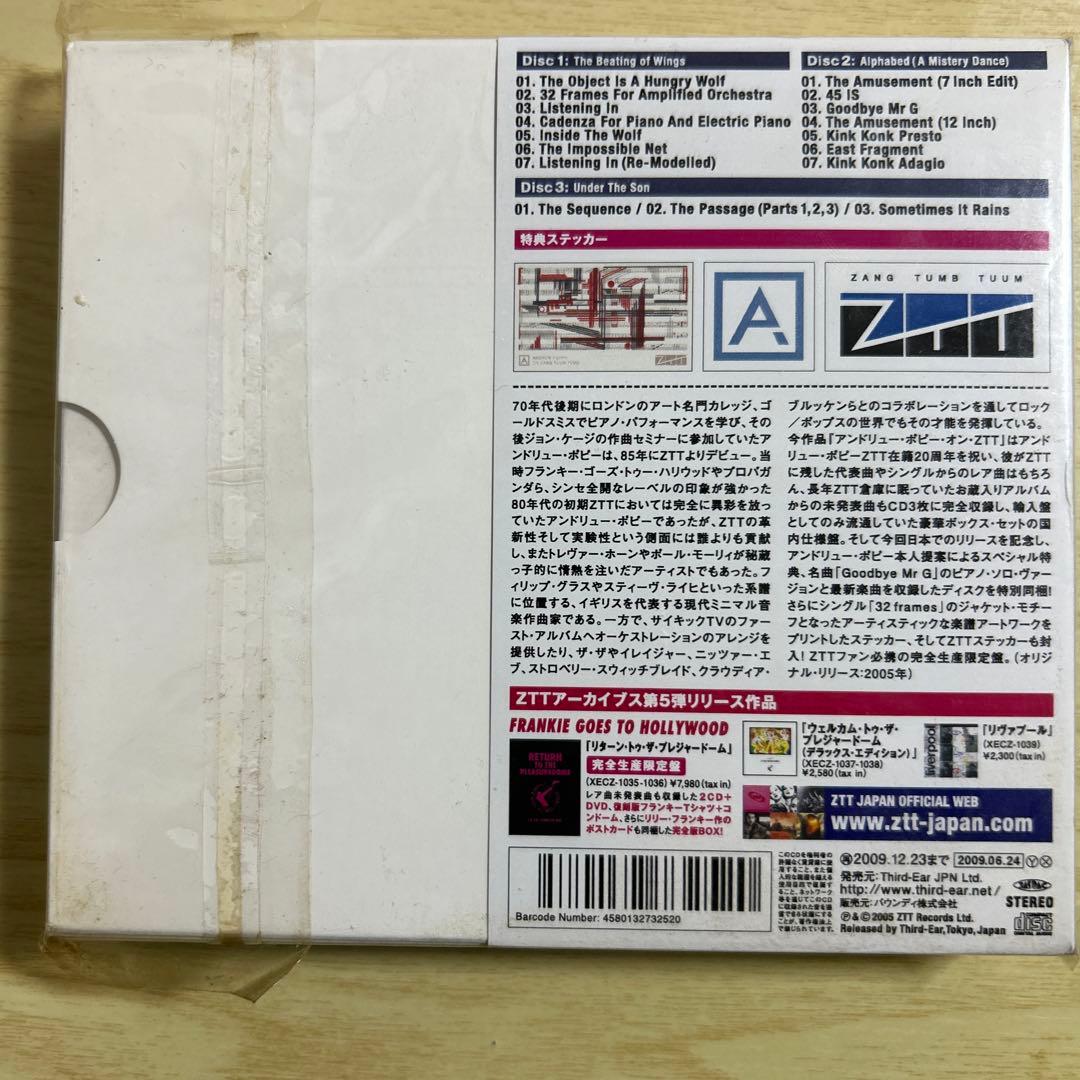 Disc1: The Beating of Wings
01. The Object Is A Hungry Wolf
02. 32 Frames For Amplified Orchestra
03. Listening In
04. Cadenza For Piano And Electric Piano
05. Inside The Wolf
06. The Impossible Net
07. Listening In (Re-Modelled)
Disc2: Alphabed (A Mistery Dance)
01. The Amusement (7 Inch Edit)
02. 45 IS
03. Goodbye Mr G
04. The Amusement (12 Inch)
05. Kink Konk Presto
06. East Fragment
07. Kink Konk Adagio
Disc3: Under The Son
01. The Sequence / 02. The Passage (Parts 1,2,3) / 03. Sometimes It Rains
特典ステッカー
A
ZTT
A
ZANG TUMB TUUM
ZTT
70年代後期にロンドンのアート名門カレッジ、ゴ
ールドスミスでピアノ・パフォーマンスを学び、その
後ジョン・ケージの作曲セミナーに参加していたア
ンドリュー・ポピーは、85年にZTTよりデビュー。当
時フランキー・ゴーズ・トゥー・ハリウッドやプロパガ
ンダら、シンセ全開なレーベルの印象が強かった
80年代の初期ZTTにおいては完全に異彩を放っ
ていたアンドリュー・ポピーであったが、ZTTの革
新性そして実験性という側面には誰よりも貢献
し、またトレヴァー・ホーンやポール・モーリィが秘蔵
っ子的に情熱を注いだアーティストでもあった。フ
ィリップ・グラスやスティーヴ・ライヒといった系譜
に位置する、イギリスを代表する現代ミニマル音
楽作曲家である。一方で、サイキックTVのファー
スト・アルバムへオーケストレーションのアレンジを
提供したり、ザ・ザやイレイジャー、ニッツァー・エ
ブ、ストロベリー・スウィッチブレイド、クラウディア・
ブルッケンらとのコラボレーションを通してロック
/ポップスの世界でもその才能を発揮している。
今作品「アンドリュー・ポピー・オン・ZTT」はアンド
リュー・ポピーZTT在籍20周年を祝い、彼がZTT
に残した代表曲やシングルからのレア曲はもちろ
ん、長年ZTT倉庫に眠っていたお蔵入りアルバム
からの未発表曲もCD3枚に完全収録し、輸入盤
としてのみ流通していた豪華ボックス・セットの国
内仕様盤。そして今回日本でのリリースを記念し、
アンドリュー・ポピー本人提案によるスペシャル特
典、名曲「Goodbye Mr G」のピアノ・ソロ・ヴァー
ジョンと最新楽曲を収録したディスクを特別同梱!
さらにシングル「32 frames」のジャケット・モチー
フとなったアーティスティックな楽譜アートワークを
プリントしたステッカー、そしてZTTステッカーも封
入! ZTTファン必携の完全生産限定盤。(オリジ
ナル・リリース:2005年)
ZTTアーカイブス第5弾リリース作品
FRANKIE GOES TO HOLLYWOOD
RETURN
TO THE
PLEASUREDOME
「リターン・トゥ・ザ・プレジャードーム」
完全生産限定盤
(XECZ-1035-1036) ¥7,980(tax in)
レア曲未発表曲も収録した2CD+
DVD、復刻版フランキーTシャツ+コ
ンドーム、さらにリリー・フランキー作の
ポストカードも同梱した完全版BOX!
「ウェルカム・トゥ・ザ・
プレジャードーム
(デラックス・エディション)」
(XECZ-1037-1038)
¥2,580(tax in)
liverpool
「リヴァプール」
(XECZ-1039)
¥2,300(tax in)
ZTT JAPAN OFFICIAL WEB
www.ztt-japan.com
Barcode Number: 4580132732520
2009.12.23まで 2009.06.24 Y X
発売元: Third-Ear JPN Ltd.
http://www.third-ear.net/
販売元: バウンディ株式会社
℗&© 2005 ZTT Records Ltd.
Released by Third-Ear,Tokyo,Japan
STEREO
COMPACT
disc
DIGITAL AUDIO